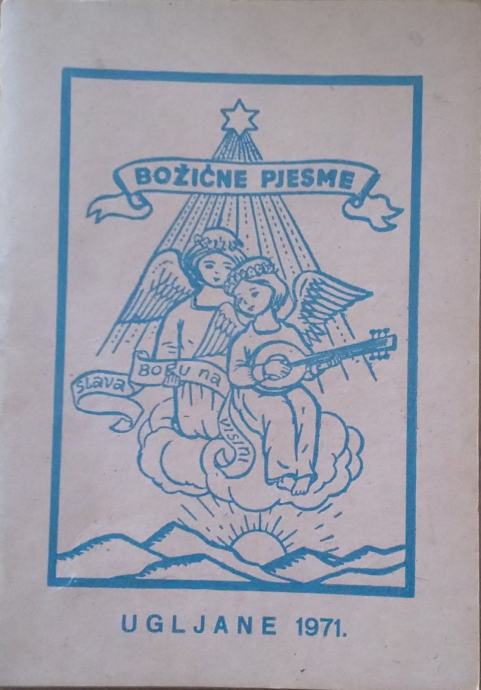 BOŽIĆNE PJESME
slava
Bogu na
visini
UGLJANE 1971.